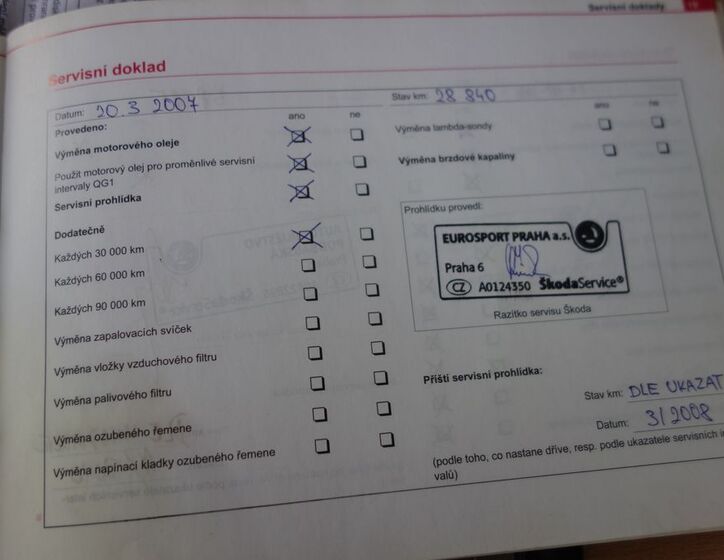 Servisní doklady
Servisní doklad
Datum: 20.3 2007
Stav km: 28 840
ano ne
ano ne
Provedeno:
Výměna motorového oleje
Použit motorový olej pro proměnlivé servisní
intervaly QG1
Servisní prohlídka
Výměna lambda-sondy
Výměna brzdové kapaliny
Dodatečně
Každých 30 000 km
Každých 60 000 km
Každých 90 000 km
Výměna zapalovacích svíček
Výměna vložky vzduchového filtru
Výměna palivového filtru
Výměna ozubeného řemene
Výměna napínací kladky ozubeného řemene
Prohlídku provedl:
EUROSPORT PRAHA a.s.
Praha 6
CZ A0124350 ŠkodaService®
Razítko servisu Škoda
Příští servisní prohlídka:
Stav km: DLE UKAZAT
Datum: 3/2008
(podle toho, co nastane dříve, resp. podle ukazatele servisních in
valů)